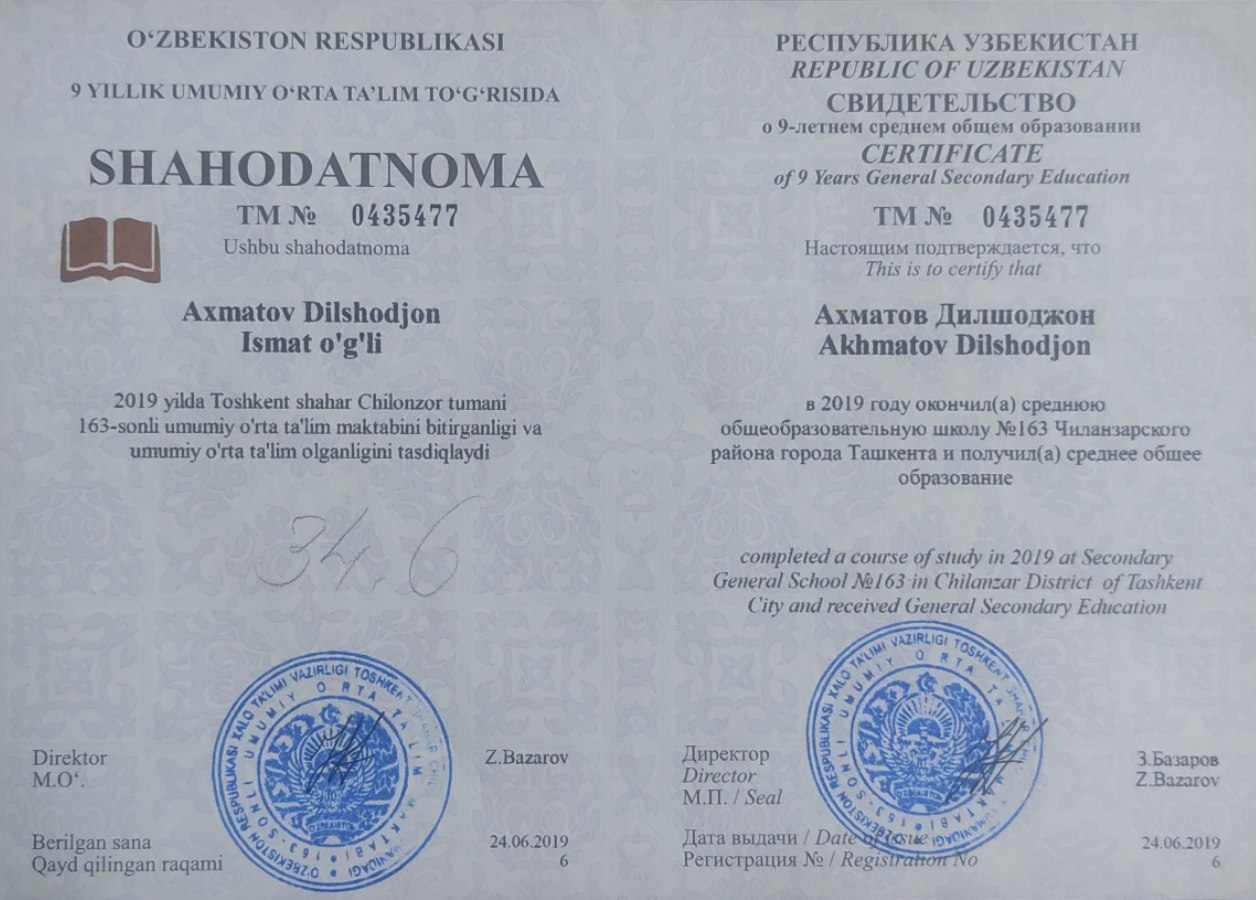 O‘ZBEKISTON RESPUBLIKASI
9 YILLIK UMUMIY O‘RTA TA’LIM TO‘G‘RISIDA
SHAHODATNOMA
TM № 0435477
Ushbu shahodatnoma
Axmatov Dilshodjon
Ismat o'g'li
2019 yilda Toshkent shahar Chilonzor tumani
163-sonli umumiy o'rta ta'lim maktabini bitirganligi va
umumiy o'rta ta'lim olganligini tasdiqlaydi
34.6
Direktor
M.O‘.
Z.Bazarov
Berilgan sana 24.06.2019
Qayd qilingan raqami 6
O'ZBEKISTON RESPUBLIKASI XALQ TA'LIMI VAZIRLIGI TOSHKENT
163-SONLI UMUMIY O'RTA TA'LIM MAKTABI
O'ZBEKISTON
РЕСПУБЛИКА УЗБЕКИСТАН
REPUBLIC OF UZBEKISTAN
СВИДЕТЕЛЬСТВО
о 9-летнем среднем общем образовании
CERTIFICATE
of 9 Years General Secondary Education
ТМ № 0435477
Настоящим подтверждается, что
This is to certify that
Ахматов Дилшоджон
Akhmatov Dilshodjon
в 2019 году окончил(а) среднюю
общеобразовательную школу №163 Чиланзарского
района города Ташкента и получил(а) среднее общее
образование
completed a course of study in 2019 at Secondary
General School №163 in Chilanzar District of Tashkent
City and received General Secondary Education
Директор
Director
М.П. / Seal
З.Базаров
Z.Bazarov
Дата выдачи / Date of Issue 24.06.2019
Регистрация № / Registration No 6
O'ZBEKISTON RESPUBLIKASI XALQ TA'LIMI VAZIRLIGI TOSHKENT
163-SONLI UMUMIY O'RTA TA'LIM MAKTABI
O'ZBEKISTON